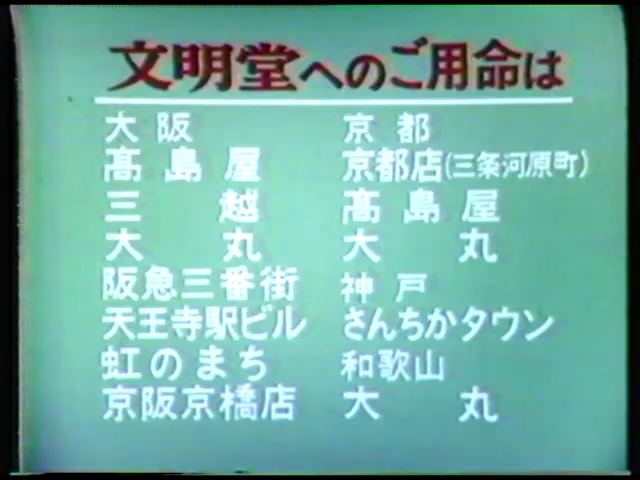 文明堂へのご用命は
大阪
髙島屋
三越
大丸
阪急三番街
天王寺駅ビル
虹のまち
京阪京橋店
京都
京都店(三条河原町)
髙島屋
大丸
神戸
さんちかタウン
和歌山
大丸